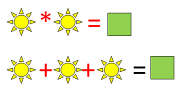 * =
+ + =